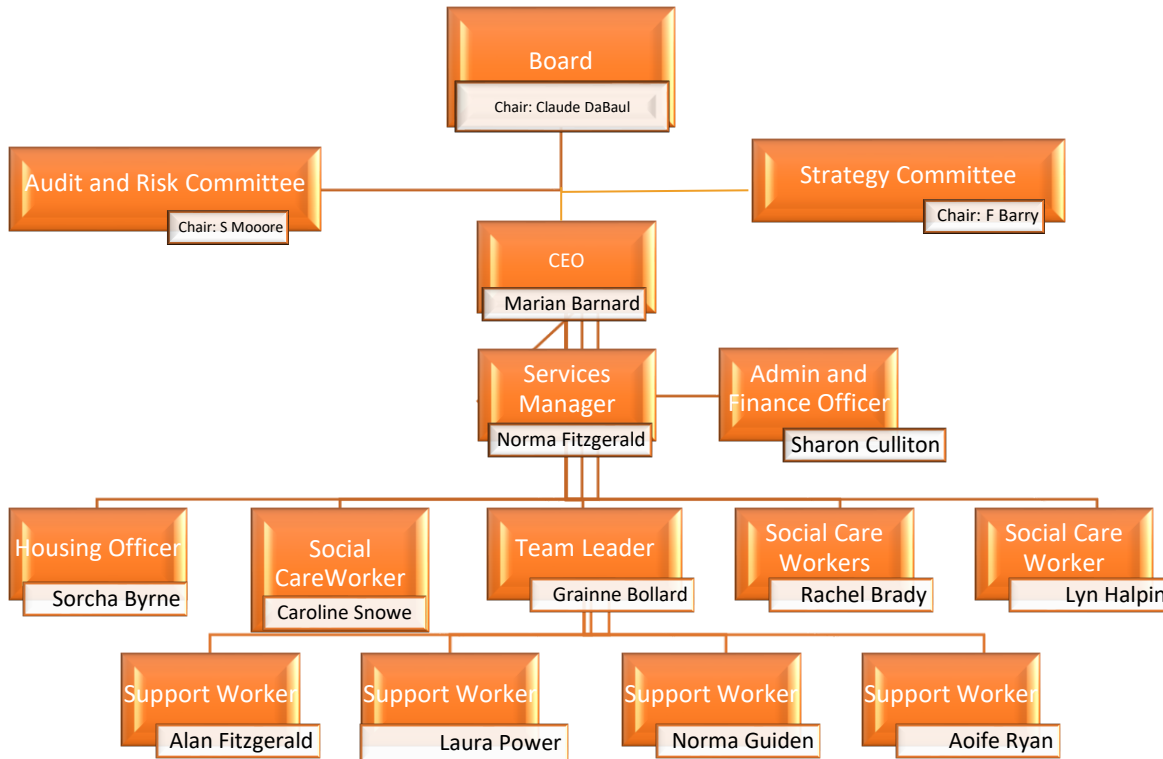 Board
Chair: Claude DaBaul
Audit and Risk Committee
Chair: S Mooore
Strategy Committee
Chair: F Barry
CEO
Marian Barnard
Services
Manager
Norma Fitzgerald
Admin and
Finance Officer
Sharon Culliton
Housing Officer
Sorcha Byrne
Social
CareWorker
Caroline Snowe
Team Leader
Grainne Bollard
Social Care
Workers
Rachel Brady
Social Care
Worker
Lyn Halpin
Support Worker
Alan Fitzgerald
Support Worker
Laura Power
Support Worker
Norma Guiden
Support Worker
Aoife Ryan